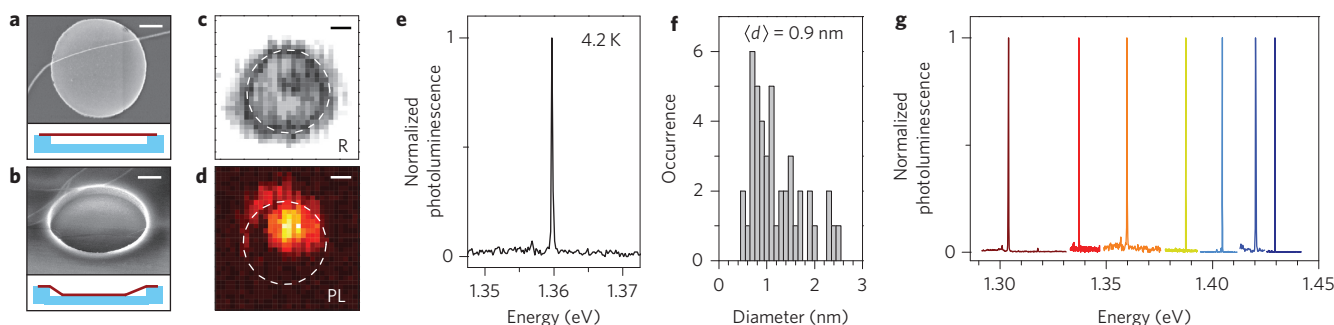 a
b
c
R
d
PL
e
4.2 K
Normalized
photoluminescence
1
0
1.35 1.36 1.37
Energy (eV)
f
⟨d⟩ = 0.9 nm
Occurrence
6
4
2
0
0 1 2 3
Diameter (nm)
g
Normalized
photoluminescence
1
0
1.30 1.35 1.40 1.45
Energy (eV)